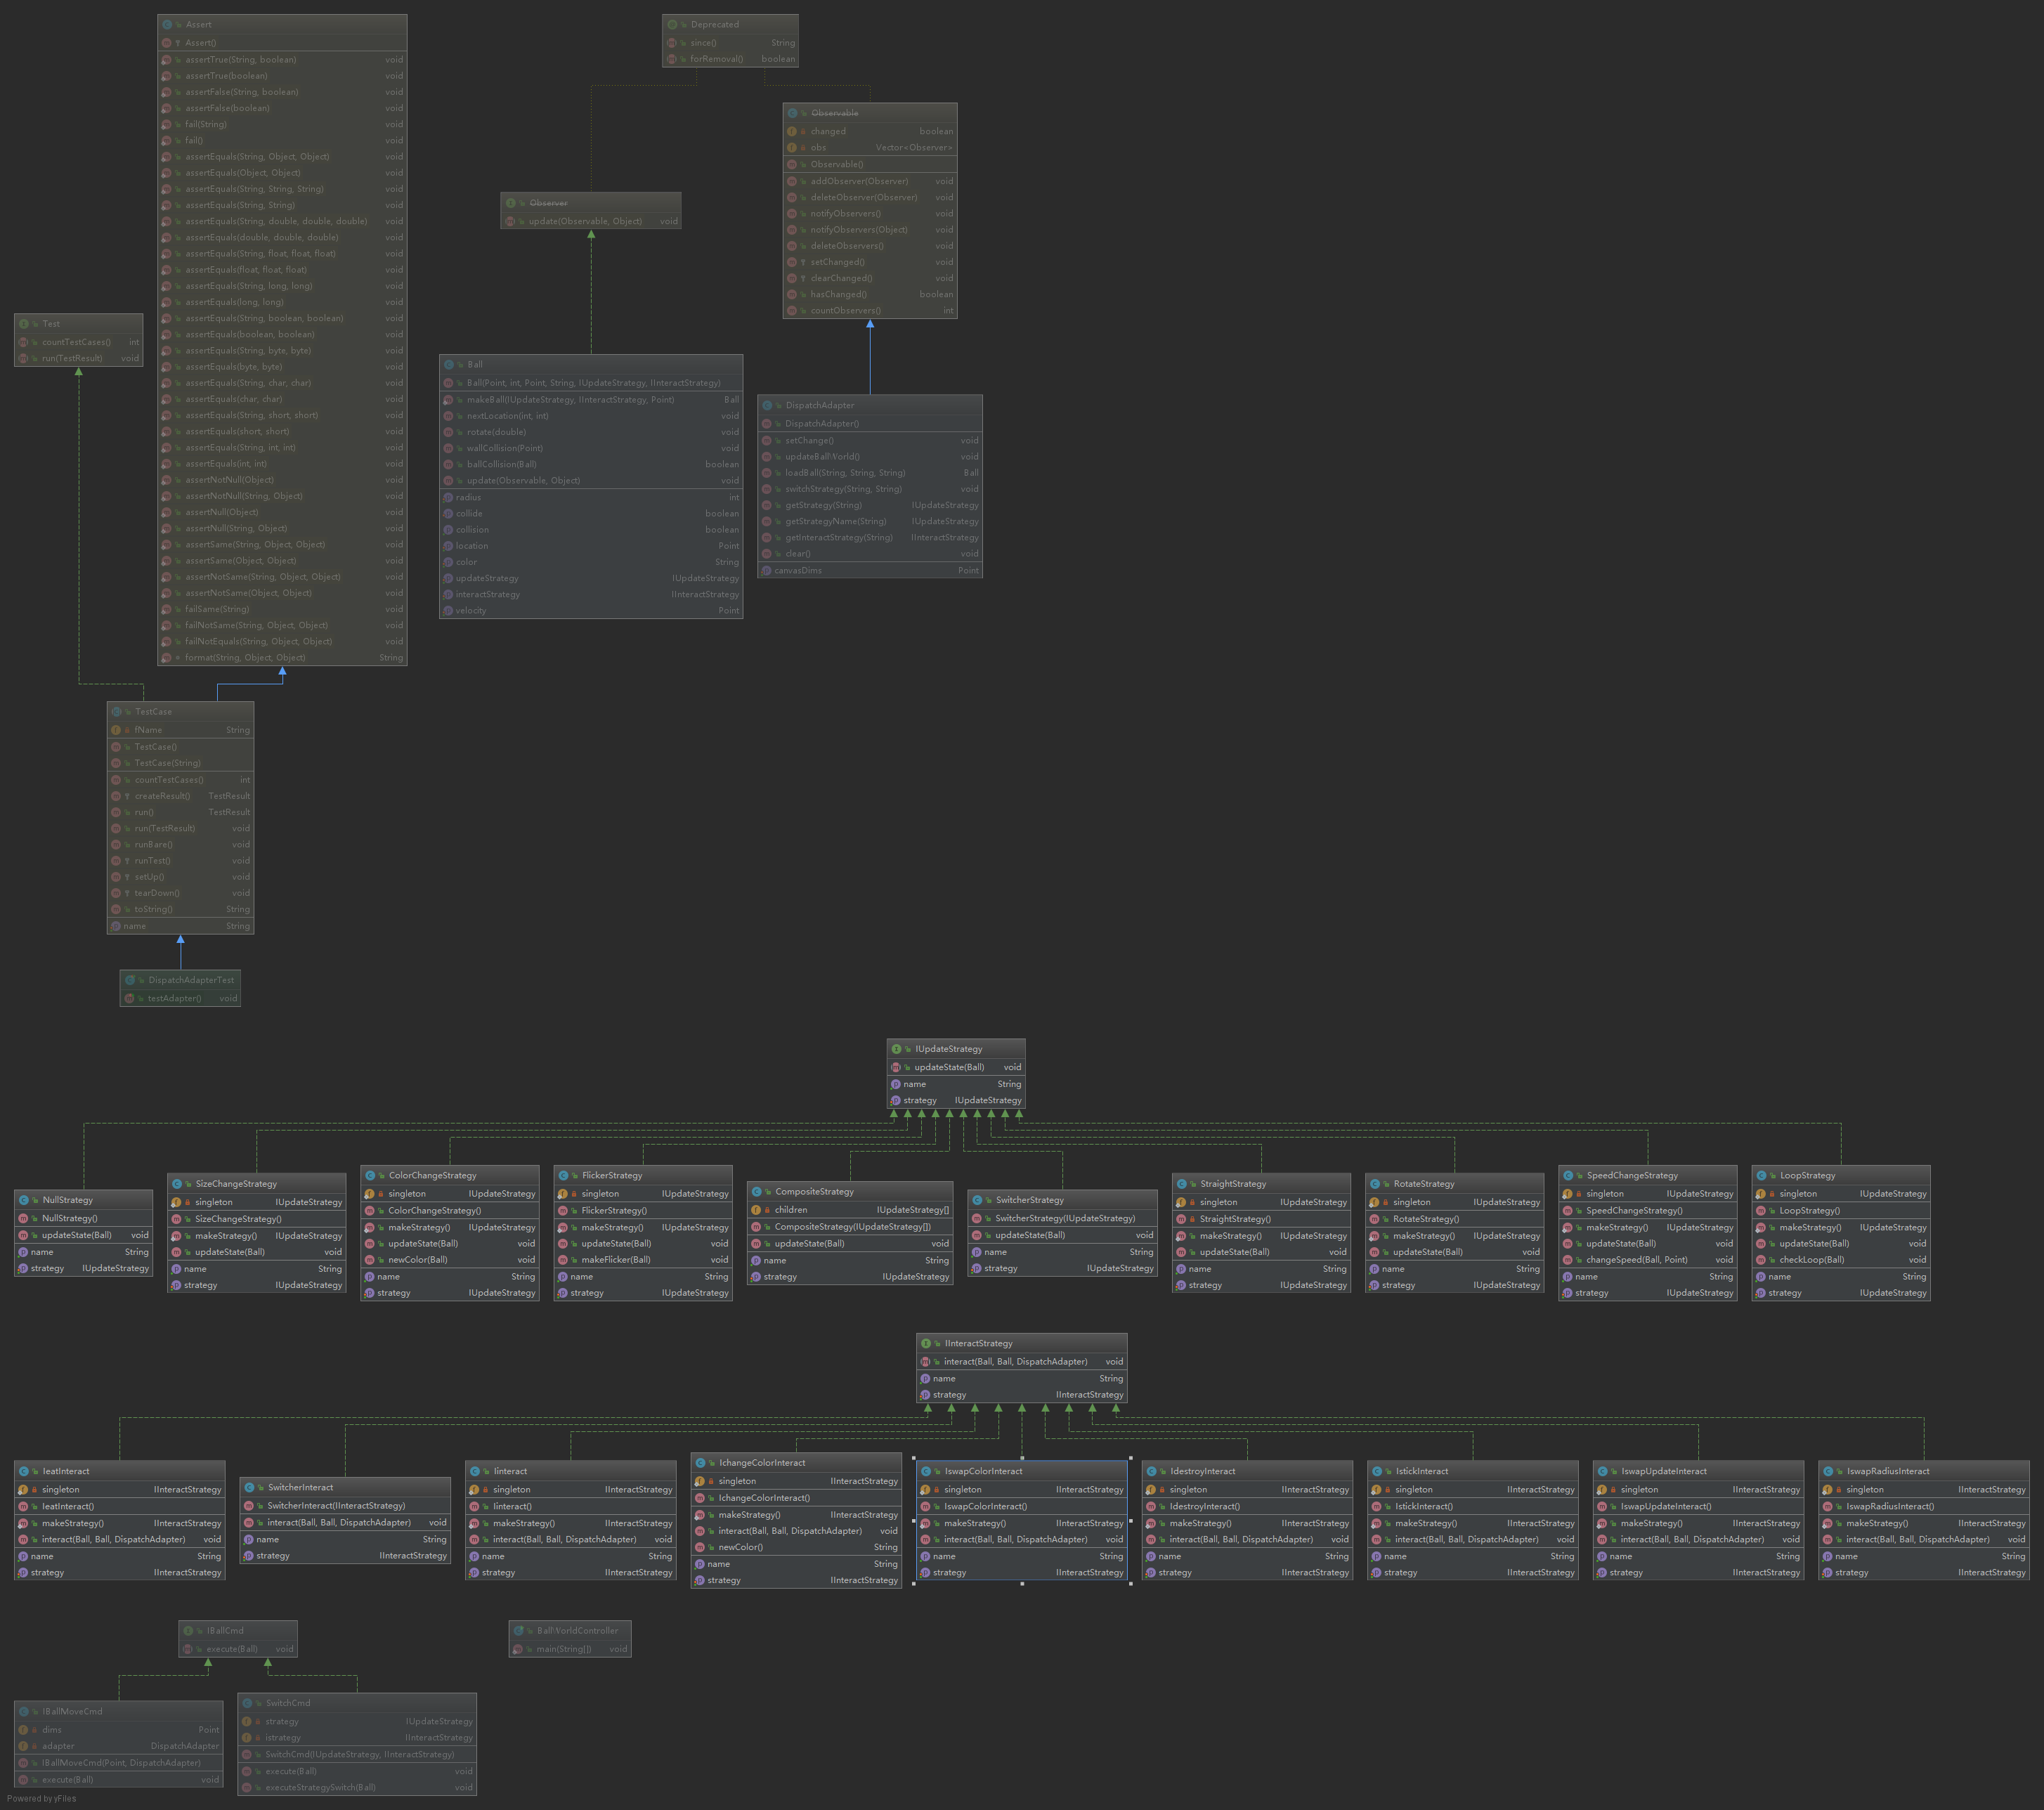 Assert
Assert()
assertTrue(String, boolean) void
assertTrue(boolean) void
assertFalse(String, boolean) void
assertFalse(boolean) void
fail(String) void
fail() void
assertEquals(String, Object, Object) void
assertEquals(Object, Object) void
assertEquals(String, String, String) void
assertEquals(String, String) void
assertEquals(String, double, double, double) void
assertEquals(double, double, double) void
assertEquals(String, float, float, float) void
assertEquals(float, float, float) void
assertEquals(String, long, long) void
assertEquals(long, long) void
assertEquals(String, boolean, boolean) void
assertEquals(boolean, boolean) void
assertEquals(String, byte, byte) void
assertEquals(byte, byte) void
assertEquals(String, char, char) void
assertEquals(char, char) void
assertEquals(String, short, short) void
assertEquals(short, short) void
assertEquals(String, int, int) void
assertEquals(int, int) void
assertNotNull(Object) void
assertNotNull(String, Object) void
assertNull(Object) void
assertNull(String, Object) void
assertSame(String, Object, Object) void
assertSame(Object, Object) void
assertNotSame(String, Object, Object) void
assertNotSame(Object, Object) void
failSame(String) void
failNotSame(String, Object, Object) void
failNotEquals(String, Object, Object) void
format(String, Object, Object) String
Deprecated
since() String
forRemoval() boolean
Observable
changed boolean
obs Vector<Observer>
Observable()
addObserver(Observer) void
deleteObserver(Observer) void
notifyObservers() void
notifyObservers(Object) void
deleteObservers() void
setChanged() void
clearChanged() void
hasChanged() boolean
countObservers() int
Observer
update(Observable, Object) void
Test
countTestCases() int
run(TestResult) void
Ball
Ball(Point, int, Point, String, IUpdateStrategy, IInteractStrategy)
makeBall(IUpdateStrategy, IInteractStrategy, Point) Ball
nextLocation(int, int) void
rotate(double) void
wallCollision(Point) void
ballCollision(Ball) boolean
update(Observable, Object) void
radius int
collide boolean
collision boolean
location Point
color String
updateStrategy IUpdateStrategy
interactStrategy IInteractStrategy
velocity Point
DispatchAdapter
DispatchAdapter()
setChange() void
updateBallWorld() void
loadBall(String, String, String) Ball
switchStrategy(String, String) void
getStrategy(String) IUpdateStrategy
getStrategyName(String) IUpdateStrategy
getInteractStrategy(String) IInteractStrategy
clear() void
canvasDims Point
TestCase
fName String
TestCase()
TestCase(String)
countTestCases() int
createResult() TestResult
run() TestResult
run(TestResult) void
runBare() void
runTest() void
setUp() void
tearDown() void
toString() String
name String
DispatchAdapterTest
testAdapter() void
IUpdateStrategy
updateState(Ball) void
name String
strategy IUpdateStrategy
NullStrategy
NullStrategy()
updateState(Ball) void
name String
strategy IUpdateStrategy
SizeChangeStrategy
singleton IUpdateStrategy
SizeChangeStrategy()
makeStrategy() IUpdateStrategy
updateState(Ball) void
name String
strategy IUpdateStrategy
ColorChangeStrategy
singleton IUpdateStrategy
ColorChangeStrategy()
makeStrategy() IUpdateStrategy
updateState(Ball) void
newColor(Ball) void
name String
strategy IUpdateStrategy
FlickerStrategy
singleton IUpdateStrategy
FlickerStrategy()
makeStrategy() IUpdateStrategy
updateState(Ball) void
makeFlicker(Ball) void
name String
strategy IUpdateStrategy
CompositeStrategy
children IUpdateStrategy[]
CompositeStrategy(IUpdateStrategy[])
updateState(Ball) void
name String
strategy IUpdateStrategy
SwitcherStrategy
SwitcherStrategy(IUpdateStrategy)
updateState(Ball) void
name String
strategy IUpdateStrategy
StraightStrategy
singleton IUpdateStrategy
StraightStrategy()
makeStrategy() IUpdateStrategy
updateState(Ball) void
name String
strategy IUpdateStrategy
RotateStrategy
singleton IUpdateStrategy
RotateStrategy()
makeStrategy() IUpdateStrategy
updateState(Ball) void
name String
strategy IUpdateStrategy
SpeedChangeStrategy
singleton IUpdateStrategy
SpeedChangeStrategy()
makeStrategy() IUpdateStrategy
updateState(Ball) void
changeSpeed(Ball, Point) void
name String
strategy IUpdateStrategy
LoopStrategy
singleton IUpdateStrategy
LoopStrategy()
makeStrategy() IUpdateStrategy
updateState(Ball) void
checkLoop(Ball) void
name String
strategy IUpdateStrategy
IInteractStrategy
interact(Ball, Ball, DispatchAdapter) void
name String
strategy IInteractStrategy
IeatInteract
singleton IInteractStrategy
IeatInteract()
makeStrategy() IInteractStrategy
interact(Ball, Ball, DispatchAdapter) void
name String
strategy IInteractStrategy
SwitcherInteract
SwitcherInteract(IInteractStrategy)
interact(Ball, Ball, DispatchAdapter) void
name String
strategy IInteractStrategy
Iinteract
singleton IInteractStrategy
Iinteract()
makeStrategy() IInteractStrategy
interact(Ball, Ball, DispatchAdapter) void
name String
strategy IInteractStrategy
IchangeColorInteract
singleton IInteractStrategy
IchangeColorInteract()
makeStrategy() IInteractStrategy
interact(Ball, Ball, DispatchAdapter) void
newColor() String
name String
strategy IInteractStrategy
IswapColorInteract
singleton IInteractStrategy
IswapColorInteract()
makeStrategy() IInteractStrategy
interact(Ball, Ball, DispatchAdapter) void
name String
strategy IInteractStrategy
IdestroyInteract
singleton IInteractStrategy
IdestroyInteract()
makeStrategy() IInteractStrategy
interact(Ball, Ball, DispatchAdapter) void
name String
strategy IInteractStrategy
IstickInteract
singleton IInteractStrategy
IstickInteract()
makeStrategy() IInteractStrategy
interact(Ball, Ball, DispatchAdapter) void
name String
strategy IInteractStrategy
IswapUpdateInteract
singleton IInteractStrategy
IswapUpdateInteract()
makeStrategy() IInteractStrategy
interact(Ball, Ball, DispatchAdapter) void
name String
strategy IInteractStrategy
IswapRadiusInteract
singleton IInteractStrategy
IswapRadiusInteract()
makeStrategy() IInteractStrategy
interact(Ball, Ball, DispatchAdapter) void
name String
strategy IInteractStrategy
IBallCmd
execute(Ball) void
BallWorldController
main(String[]) void
IBallMoveCmd
dims Point
adapter DispatchAdapter
IBallMoveCmd(Point, DispatchAdapter)
execute(Ball) void
SwitchCmd
strategy IUpdateStrategy
istrategy IInteractStrategy
SwitchCmd(IUpdateStrategy, IInteractStrategy)
execute(Ball) void
executeStrategySwitch(Ball) void
Powered by yFiles